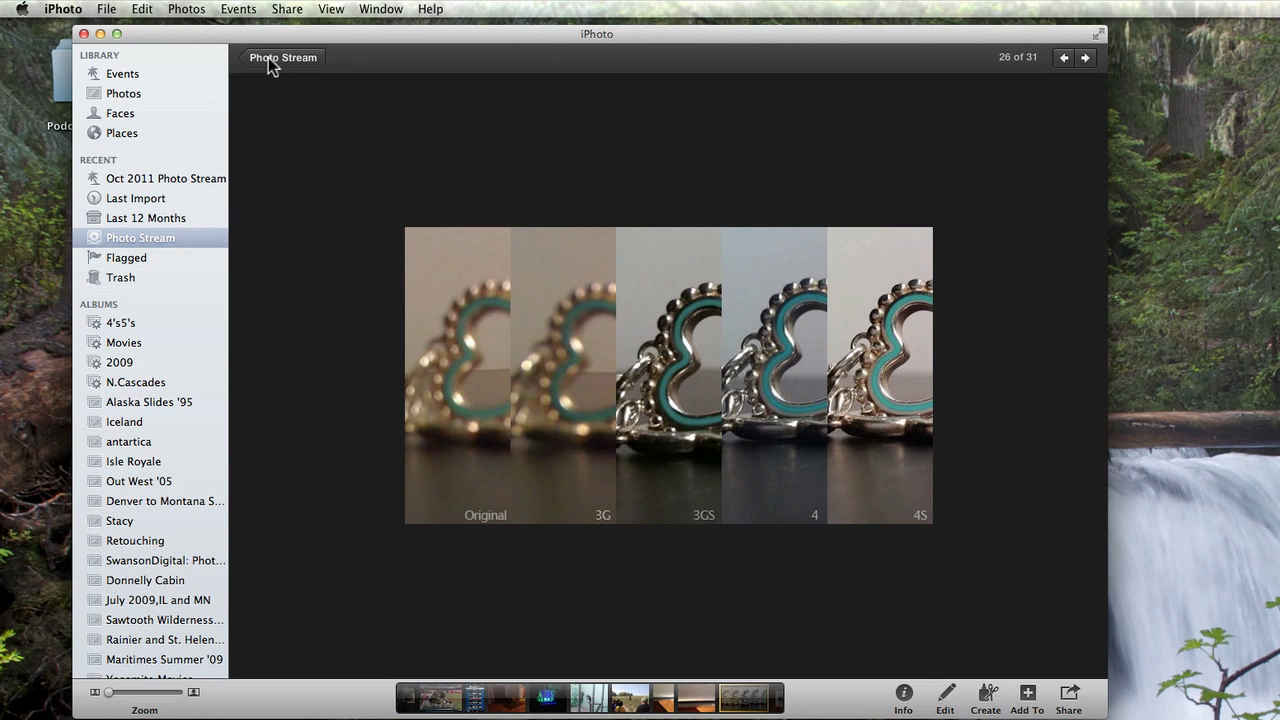 iPhoto File Edit Photos Events Share View Window Help
iPhoto
Photo Stream
26 of 31
LIBRARY
Events
Photos
Faces
Places
RECENT
Oct 2011 Photo Stream
Last Import
Last 12 Months
Photo Stream
Flagged
Trash
ALBUMS
4's5's
Movies
2009
N.Cascades
Alaska Slides '95
Iceland
antartica
Isle Royale
Out West '05
Denver to Montana S...
Stacy
Retouching
SwansonDigital: Phot...
Donnelly Cabin
July 2009,IL and MN
Sawtooth Wilderness...
Rainier and St. Helen...
Maritimes Summer '09
Zoom
Original 3G 3GS 4 4S
Info Edit Create Add To Share